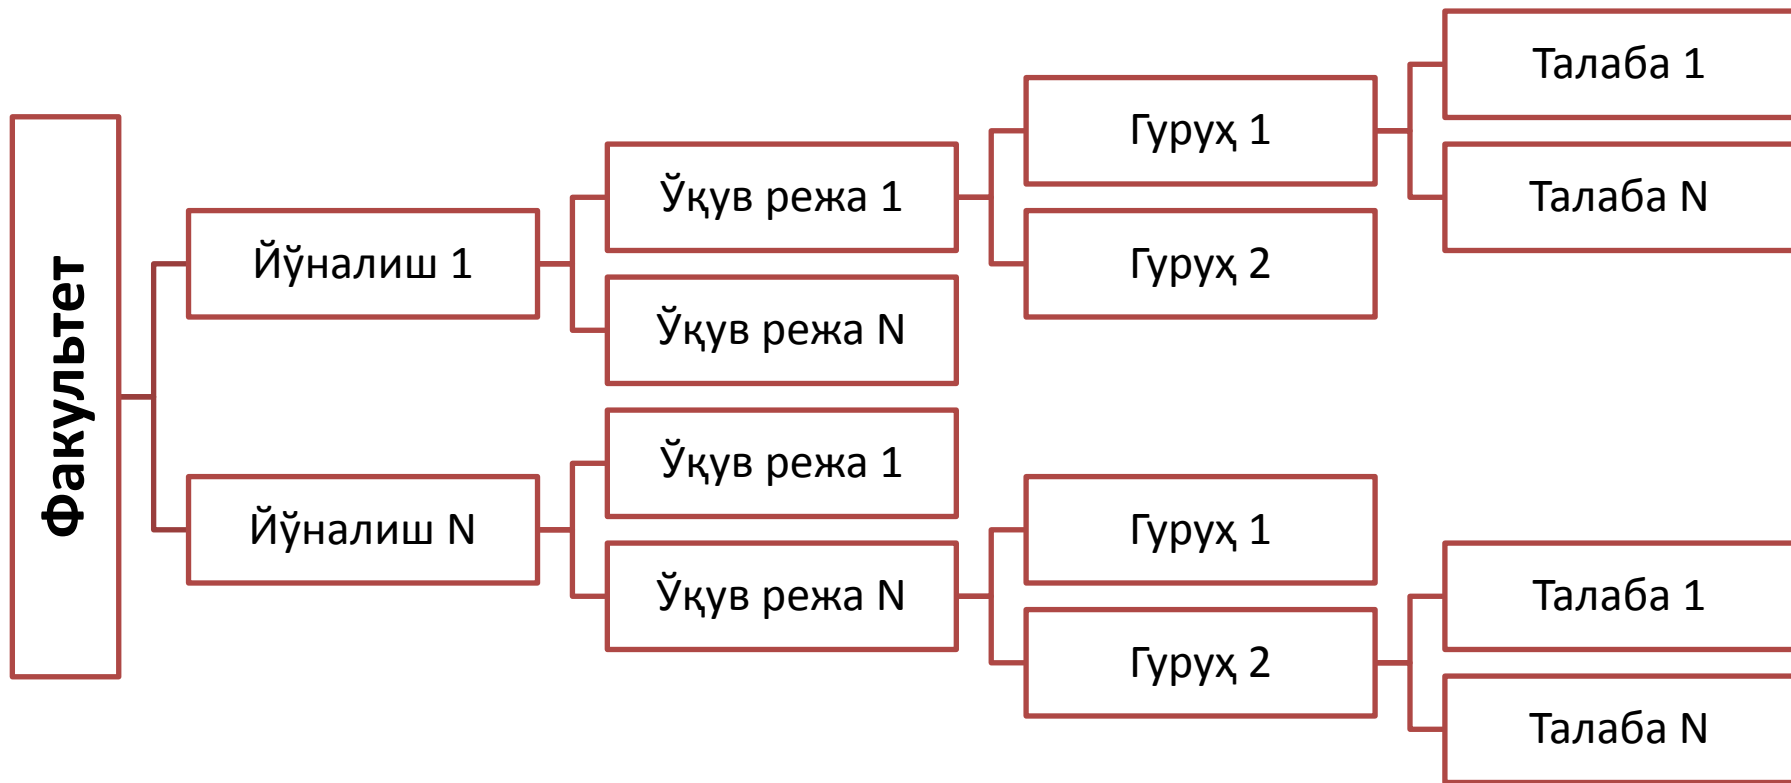 Факультет
Йўналиш 1
Ўқув режа 1
Гуруҳ 1
Талаба 1
Талаба N
Гуруҳ 2
Ўқув режа N
Йўналиш N
Ўқув режа 1
Ўқув режа N
Гуруҳ 1
Гуруҳ 2
Талаба 1
Талаба N